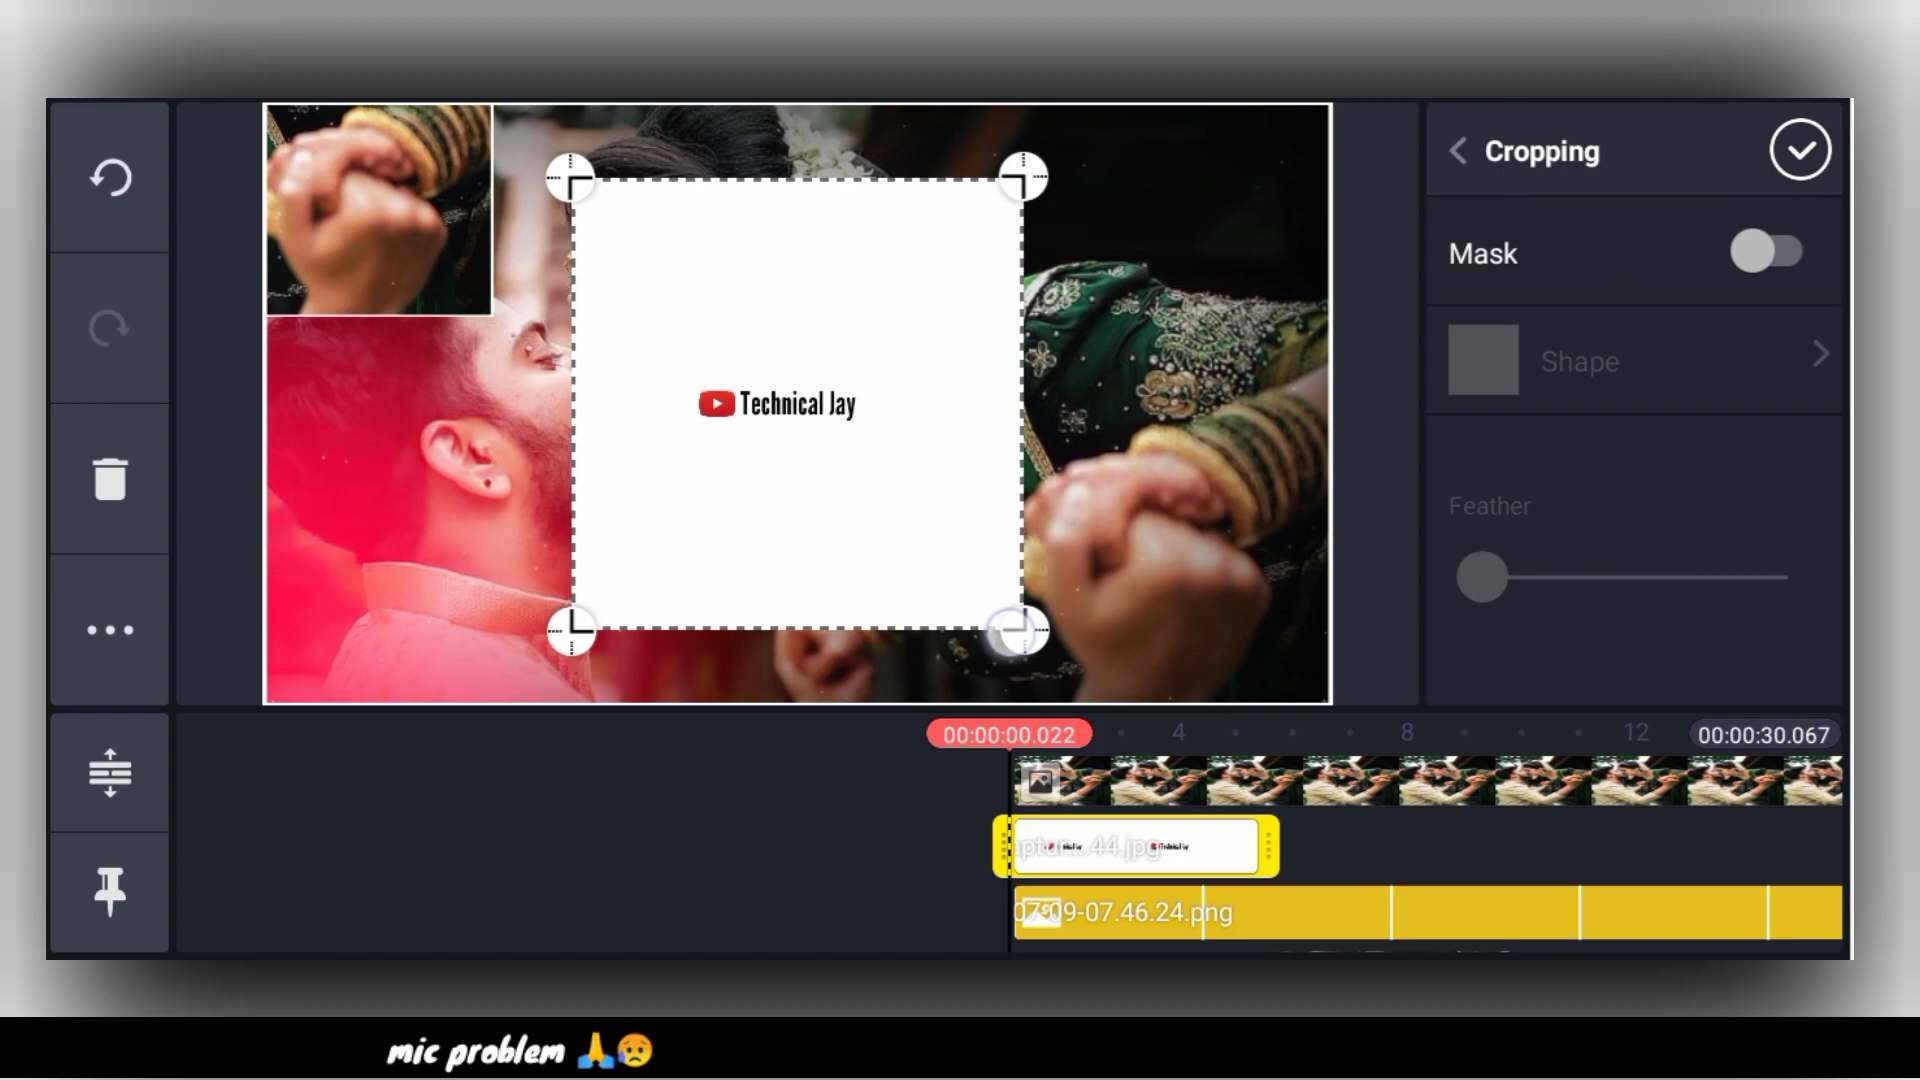 Cropping
Mask
Shape
Technical Jay
Feather
00:00:00.022
4
8
12
00:00:30.067
aptur...44.jpg
07-09-07.46.24.png
mic problem 🙏😥